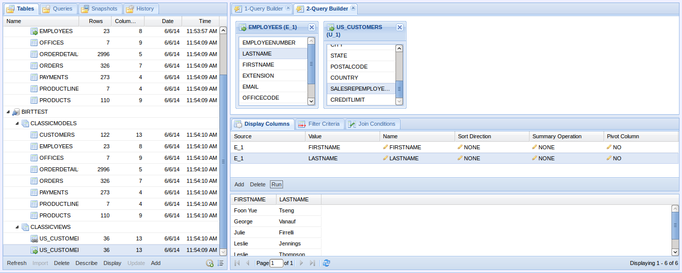 Tables Queries Snapshots History
Name Rows Colum... Date Time
EMPLOYEES 23 8 6/6/14 11:53:57 AM
OFFICES 7 9 6/6/14 11:54:09 AM
ORDERDETAIL 2996 5 6/6/14 11:54:09 AM
ORDERS 326 7 6/6/14 11:54:09 AM
PAYMENTS 273 4 6/6/14 11:54:09 AM
PRODUCTLINE 7 4 6/6/14 11:54:09 AM
PRODUCTS 110 9 6/6/14 11:54:09 AM
BIRTTEST
CLASSICMODELS
CUSTOMERS 122 13 6/6/14 11:54:10 AM
EMPLOYEES 23 8 6/6/14 11:54:10 AM
OFFICES 7 9 6/6/14 11:54:10 AM
ORDERDETAIL 2996 5 6/6/14 11:54:10 AM
ORDERS 326 7 6/6/14 11:54:10 AM
PAYMENTS 273 4 6/6/14 11:54:10 AM
PRODUCTLINE 7 4 6/6/14 11:54:10 AM
PRODUCTS 110 9 6/6/14 11:54:10 AM
CLASSICVIEWS
US_CUSTOMEI 36 13 6/6/14 11:54:10 AM
US_CUSTOMEI 36 13 6/6/14 11:54:09 AM
Refresh Import Delete Describe Display Update Add
1-Query Builder 2-Query Builder
EMPLOYEES (E_1)
EMPLOYEENUMBER
LASTNAME
FIRSTNAME
EXTENSION
EMAIL
OFFICECODE
US_CUSTOMERS
(U_1)
CITY
STATE
POSTALCODE
COUNTRY
SALESREPEMPLOYE...
CREDITLIMIT
Display Columns Filter Criteria Join Conditions
Source Value Name Sort Direction Summary Operation Pivot Column
E_1 FIRSTNAME FIRSTNAME NONE NONE NO
E_1 LASTNAME LASTNAME NONE NONE NO
Add Delete Run
FIRSTNAME LASTNAME
Foon Yue Tseng
George Vanauf
Julie Firrelli
Leslie Jennings
Leslie Thompson
Page 1 of 1 Displaying 1 - 6 of 6